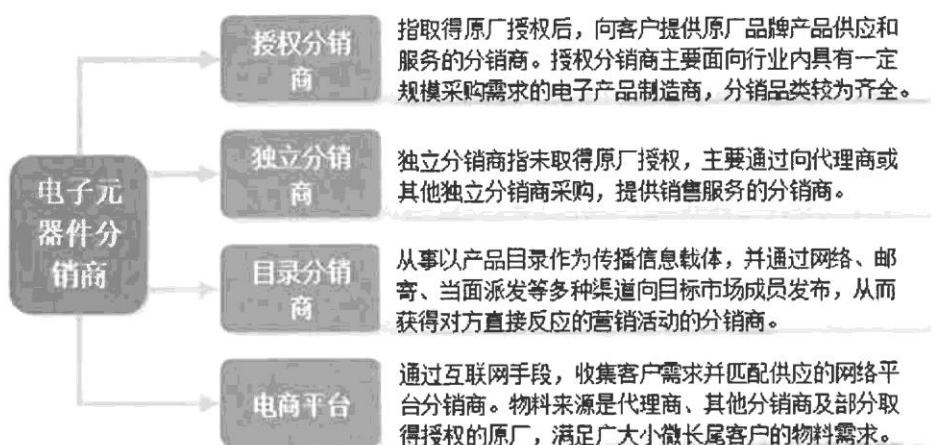 电子元
器件分
销商
授权分销
商
指取得原厂授权后，向客户提供原厂品牌产品供应和
服务的分销商。授权分销商主要面向行业内具有一定
规模采购需求的电子产品制造商，分销品类较为齐全。
独立分销
商
独立分销商指未取得原厂授权，主要通过向代理商或
其他独立分销商采购，提供销售服务的分销商。
目录分销
商
从事以产品目录作为传播信息载体，并通过网络、邮
寄、当面派发等多种渠道向目标市场成员发布，从而
获得对方直接反应的营销活动的分销商。
电商平台
通过互联网手段，收集客户需求并匹配供应的网络平
台分销商。物料来源是代理商、其他分销商及部分取
得授权的原厂，满足广大小微长尾客户的物料需求。